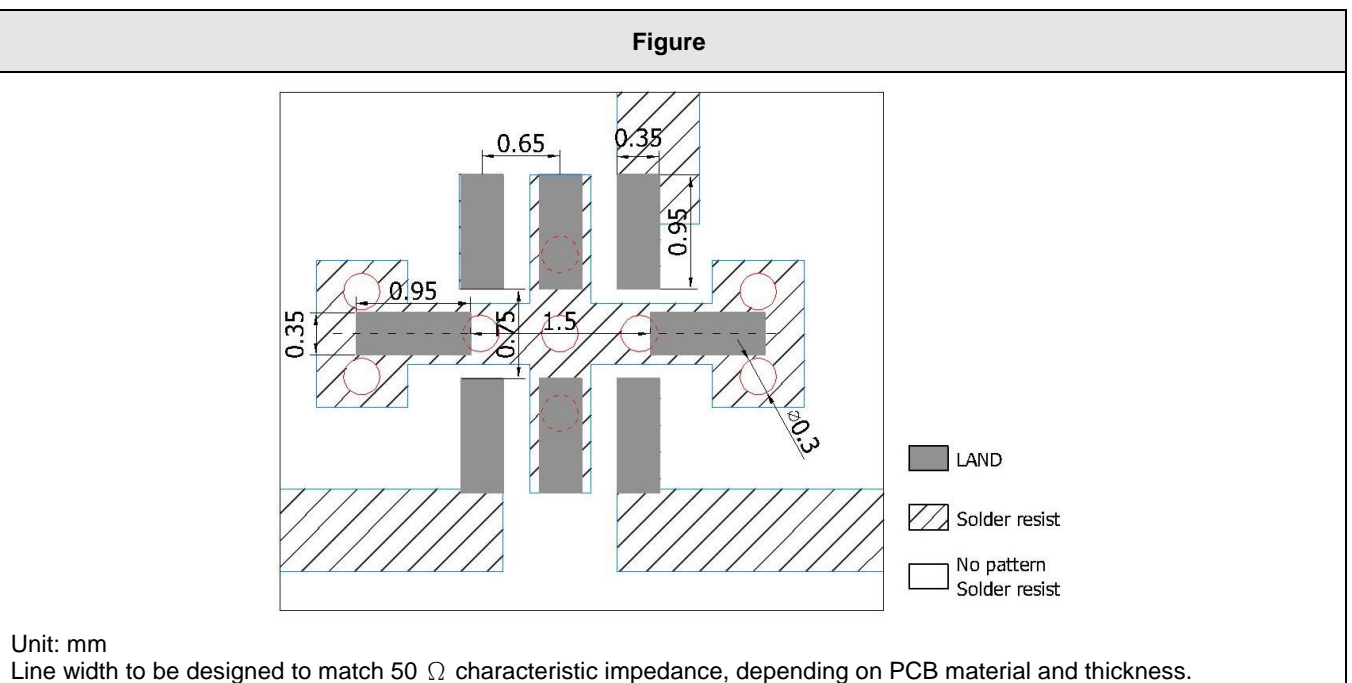 Figure
0.65
0.35
0.95
0.95
0.35
0.75
1.5
⌀0.3
LAND
Solder resist
No pattern
Solder resist
Unit: mm
Line width to be designed to match 50 Ω characteristic impedance, depending on PCB material and thickness.